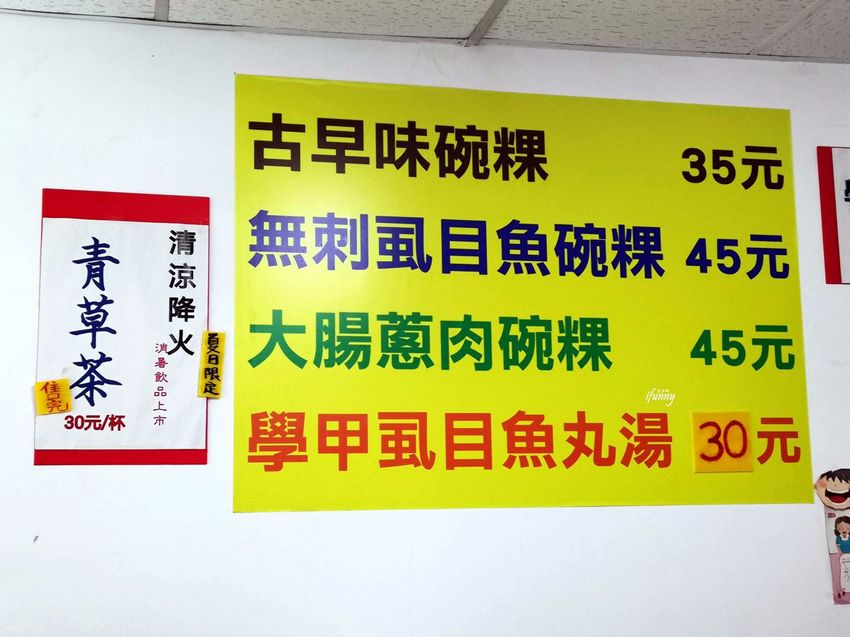 清涼降火
青草茶
消暑飲品上市
夏日限定
售完
30元/杯
古早味碗粿 35元
無刺虱目魚碗粿 45元
大腸蔥肉碗粿 45元
學甲虱目魚丸湯 30元
ifunny